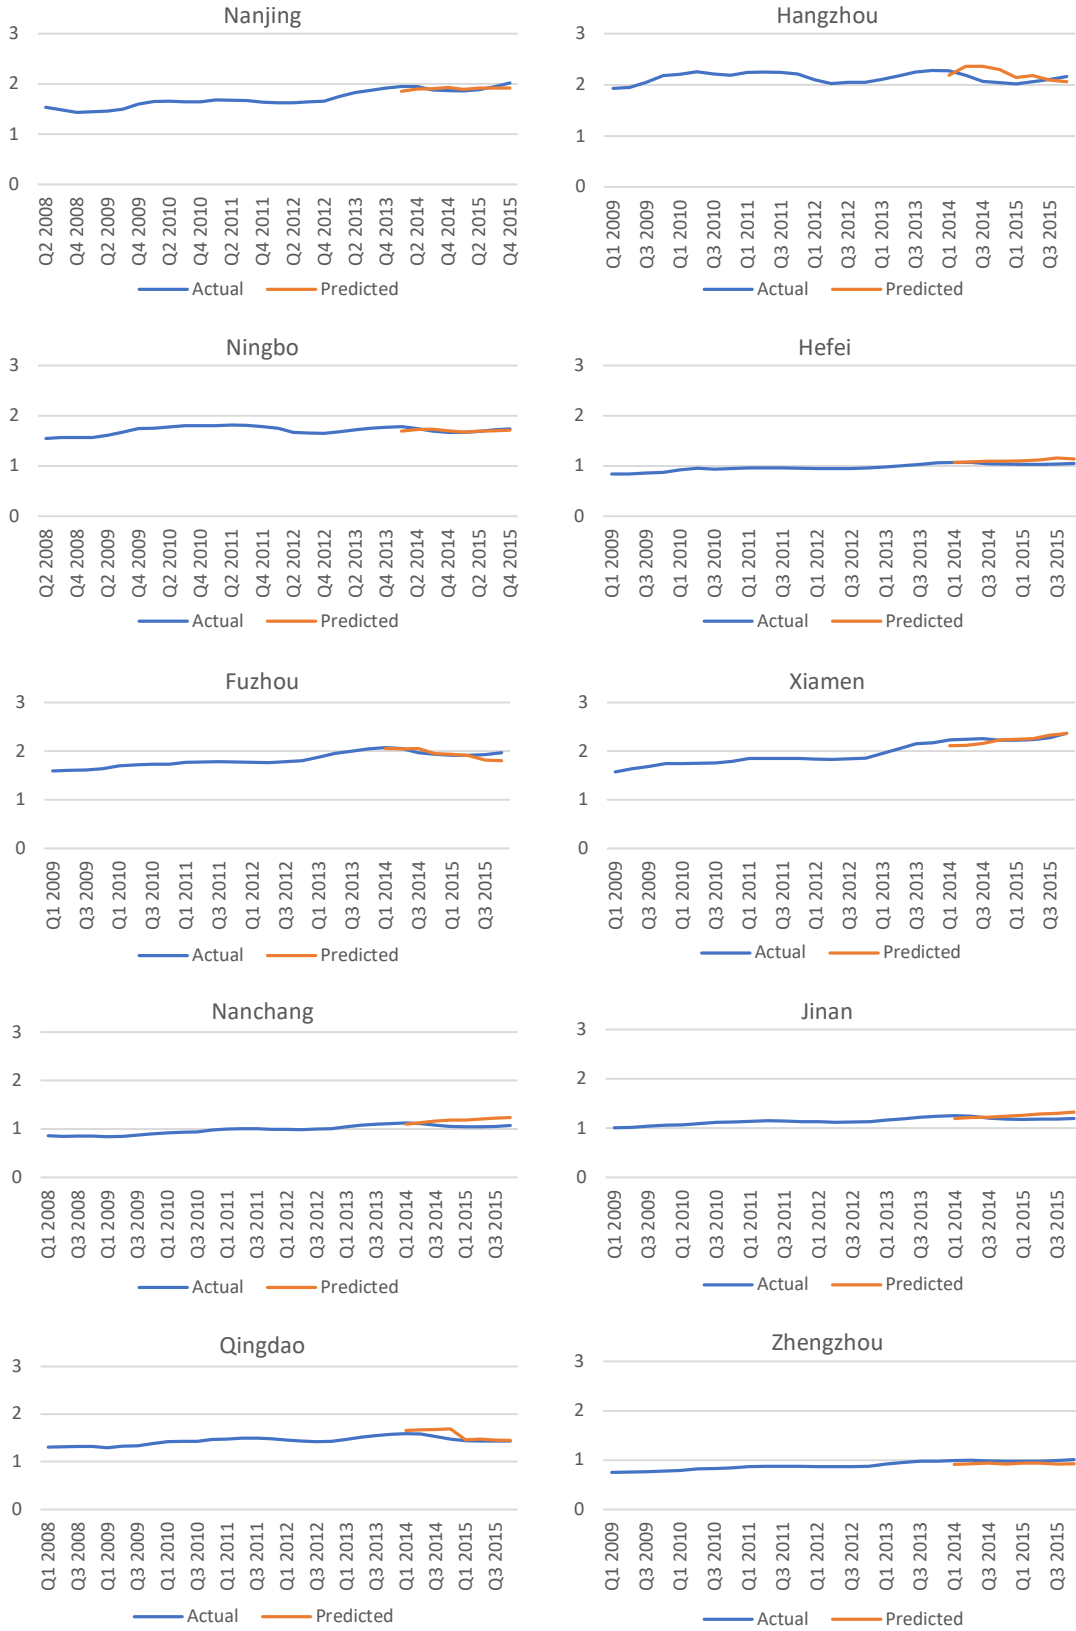 Nanjing
3
2
1
0
Q2 2008
Q4 2008
Q2 2009
Q4 2009
Q2 2010
Q4 2010
Q2 2011
Q4 2011
Q2 2012
Q4 2012
Q2 2013
Q4 2013
Q2 2014
Q4 2014
Q2 2015
Q4 2015
Actual Predicted
Hangzhou
3
2
1
0
Q1 2009
Q3 2009
Q1 2010
Q3 2010
Q1 2011
Q3 2011
Q1 2012
Q3 2012
Q1 2013
Q3 2013
Q1 2014
Q3 2014
Q1 2015
Q3 2015
Actual Predicted
Ningbo
3
2
1
0
Q2 2008
Q4 2008
Q2 2009
Q4 2009
Q2 2010
Q4 2010
Q2 2011
Q4 2011
Q2 2012
Q4 2012
Q2 2013
Q4 2013
Q2 2014
Q4 2014
Q2 2015
Q4 2015
Actual Predicted
Hefei
3
2
1
0
Q1 2009
Q3 2009
Q1 2010
Q3 2010
Q1 2011
Q3 2011
Q1 2012
Q3 2012
Q1 2013
Q3 2013
Q1 2014
Q3 2014
Q1 2015
Q3 2015
Actual Predicted
Fuzhou
3
2
1
0
Q1 2009
Q3 2009
Q1 2010
Q3 2010
Q1 2011
Q3 2011
Q1 2012
Q3 2012
Q1 2013
Q3 2013
Q1 2014
Q3 2014
Q1 2015
Q3 2015
Actual Predicted
Xiamen
3
2
1
0
Q1 2009
Q3 2009
Q1 2010
Q3 2010
Q1 2011
Q3 2011
Q1 2012
Q3 2012
Q1 2013
Q3 2013
Q1 2014
Q3 2014
Q1 2015
Q3 2015
Actual Predicted
Nanchang
3
2
1
0
Q1 2008
Q3 2008
Q1 2009
Q3 2009
Q1 2010
Q3 2010
Q1 2011
Q3 2011
Q1 2012
Q3 2012
Q1 2013
Q3 2013
Q1 2014
Q3 2014
Q1 2015
Q3 2015
Actual Predicted
Jinan
3
2
1
0
Q1 2009
Q3 2009
Q1 2010
Q3 2010
Q1 2011
Q3 2011
Q1 2012
Q3 2012
Q1 2013
Q3 2013
Q1 2014
Q3 2014
Q1 2015
Q3 2015
Actual Predicted
Qingdao
3
2
1
0
Q1 2008
Q3 2008
Q1 2009
Q3 2009
Q1 2010
Q3 2010
Q1 2011
Q3 2011
Q1 2012
Q3 2012
Q1 2013
Q3 2013
Q1 2014
Q3 2014
Q1 2015
Q3 2015
Actual Predicted
Zhengzhou
3
2
1
0
Q1 2009
Q3 2009
Q1 2010
Q3 2010
Q1 2011
Q3 2011
Q1 2012
Q3 2012
Q1 2013
Q3 2013
Q1 2014
Q3 2014
Q1 2015
Q3 2015
Actual Predicted